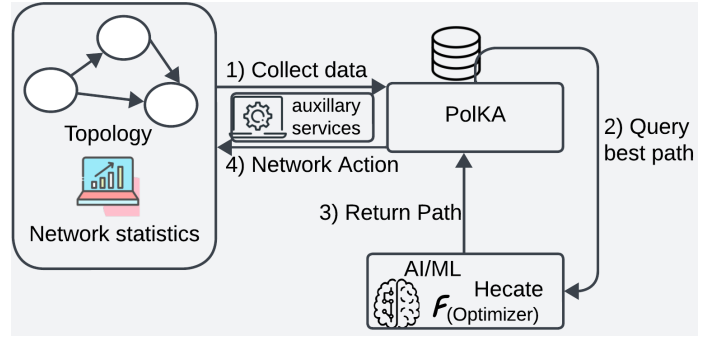 Topology
Network statistics
1) Collect data
auxillary
services
4) Network Action
PolKA
2) Query
best path
3) Return Path
AI/ML
Hecate
F(Optimizer)